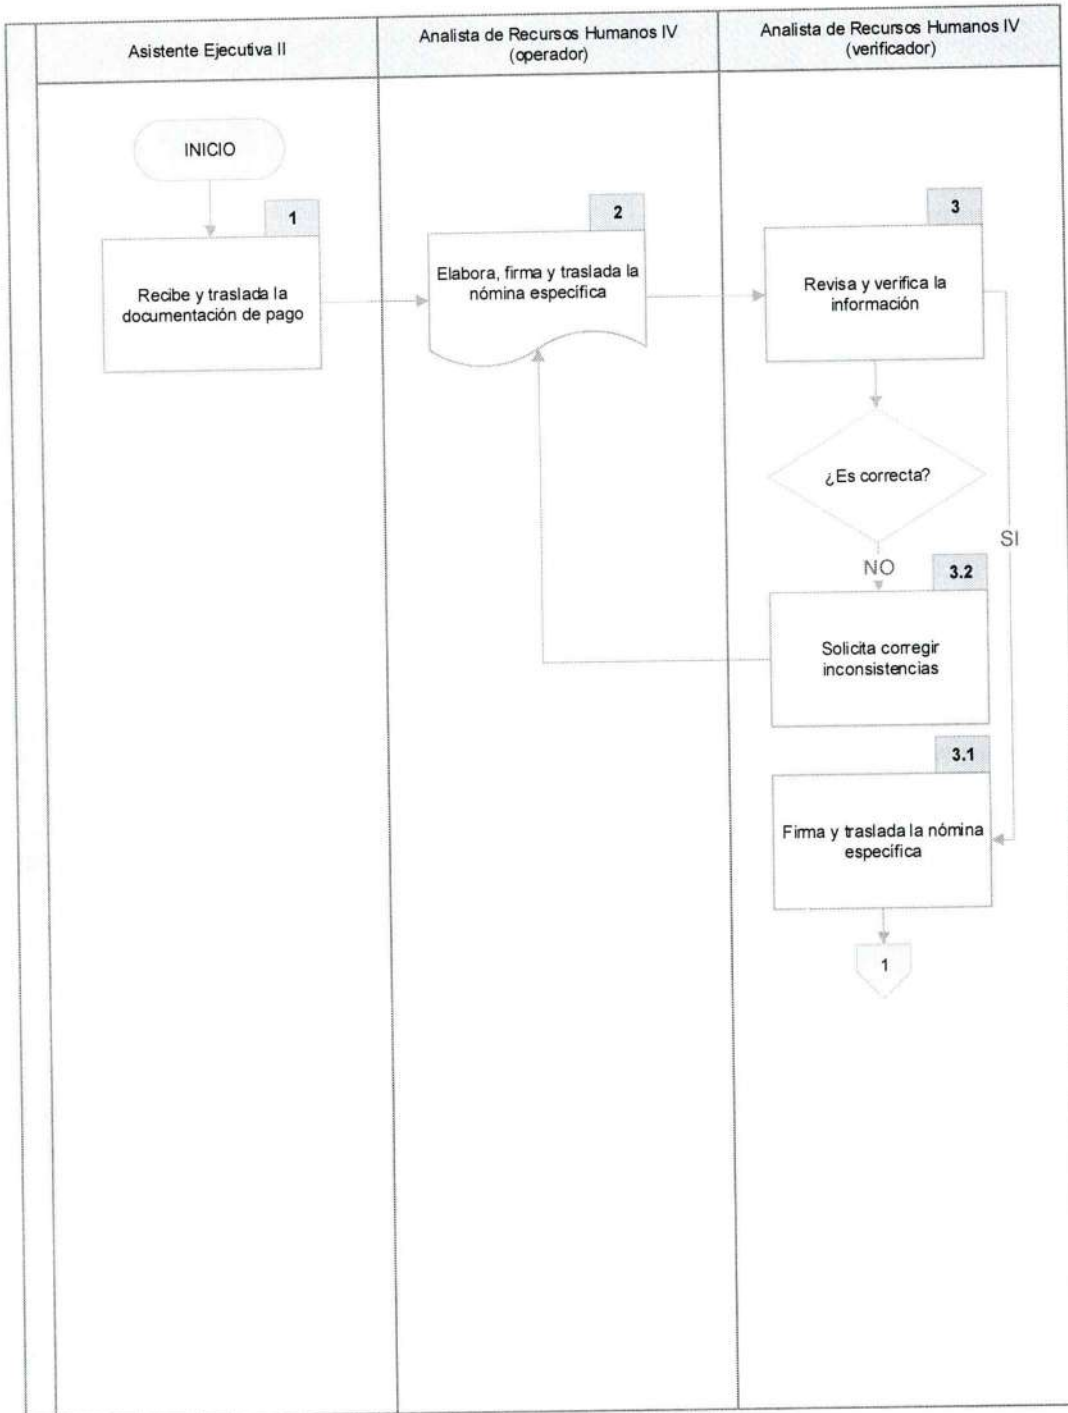 Asistente Ejecutiva II
Analista de Recursos Humanos IV
(operador)
Analista de Recursos Humanos IV
(verificador)
INICIO
1
Recibe y traslada la
documentación de pago
2
Elabora, firma y traslada la
nómina específica
3
Revisa y verifica la
información
¿Es correcta?
SI
NO
3.2
Solicita corregir
inconsistencias
3.1
Firma y traslada la nómina
específica
1